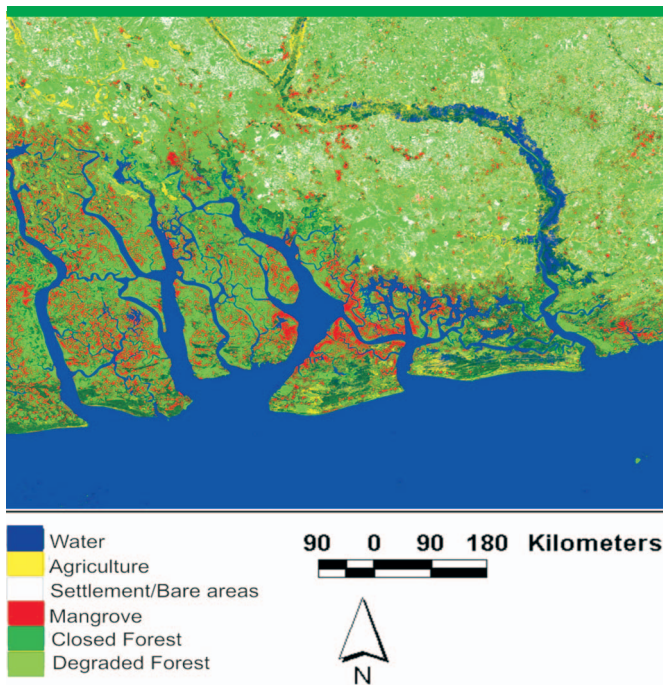 Water
Agriculture
Settlement/Bare areas
Mangrove
Closed Forest
Degraded Forest
90 0 90 180 Kilometers
N